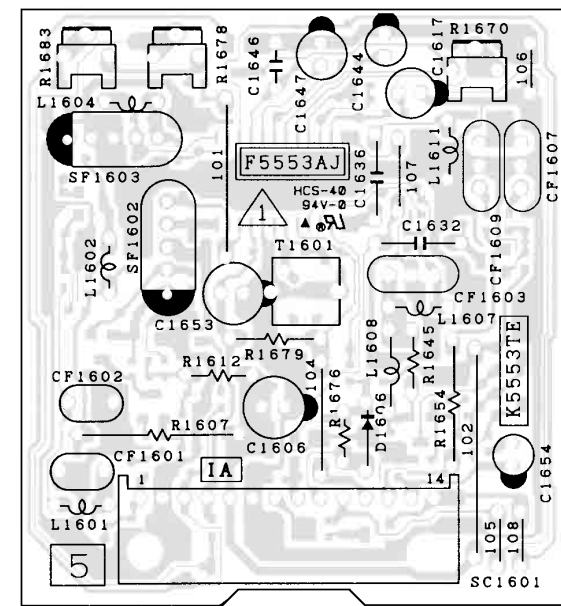 R1683
R1678
C1646
C1647
C1644
C1617
R1670
106
L1604
SF1603
101
F5553AJ
C1636
107
L1611
CF1607
HCS-40
94V-0
1
SF1602
L1602
T1601
C1632
CF1609
CF1603
L1607
C1653
R1679
L1608
R1645
K5553TE
R1612
CF1602
104
R1676
D1606
R1654
102
R1607
C1606
CF1601
IA
1
14
C1654
L1601
5
105
108
SC1601